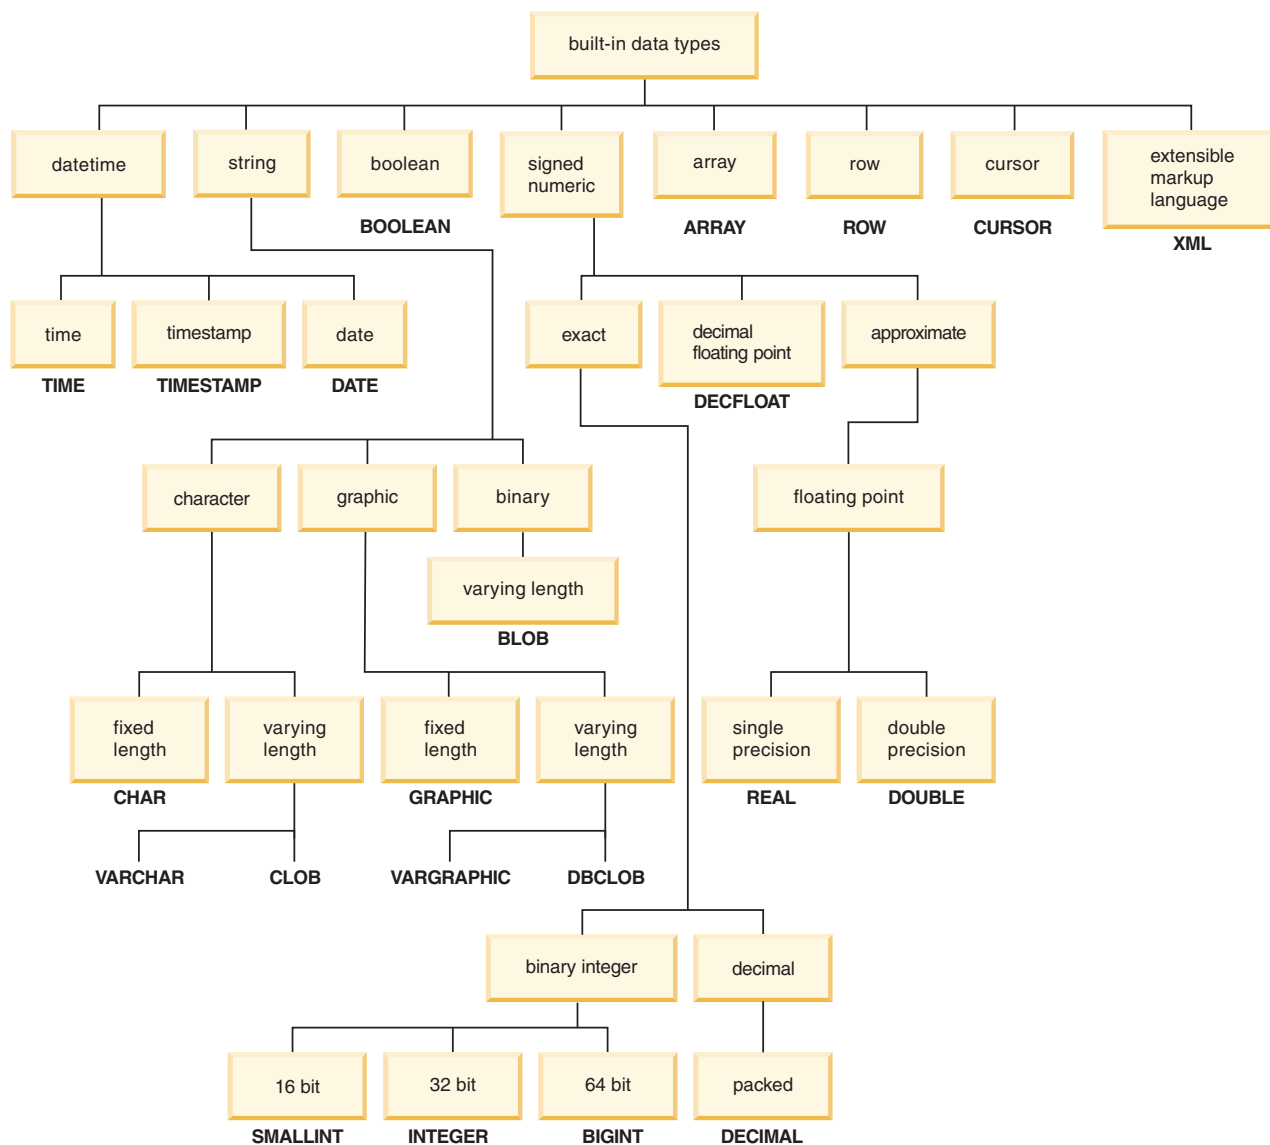 built-in data types
datetime
string
boolean
signed
numeric
array
row
cursor
extensible
markup
language
BOOLEAN
ARRAY
ROW
CURSOR
XML
time
timestamp
date
exact
decimal
floating point
approximate
TIME
TIMESTAMP
DATE
DECFLOAT
character
graphic
binary
floating point
varying length
BLOB
fixed
length
varying
length
fixed
length
varying
length
single
precision
double
precision
CHAR
GRAPHIC
REAL
DOUBLE
VARCHAR
CLOB
VARGRAPHIC
DBCLOB
binary integer
decimal
16 bit
32 bit
64 bit
packed
SMALLINT
INTEGER
BIGINT
DECIMAL